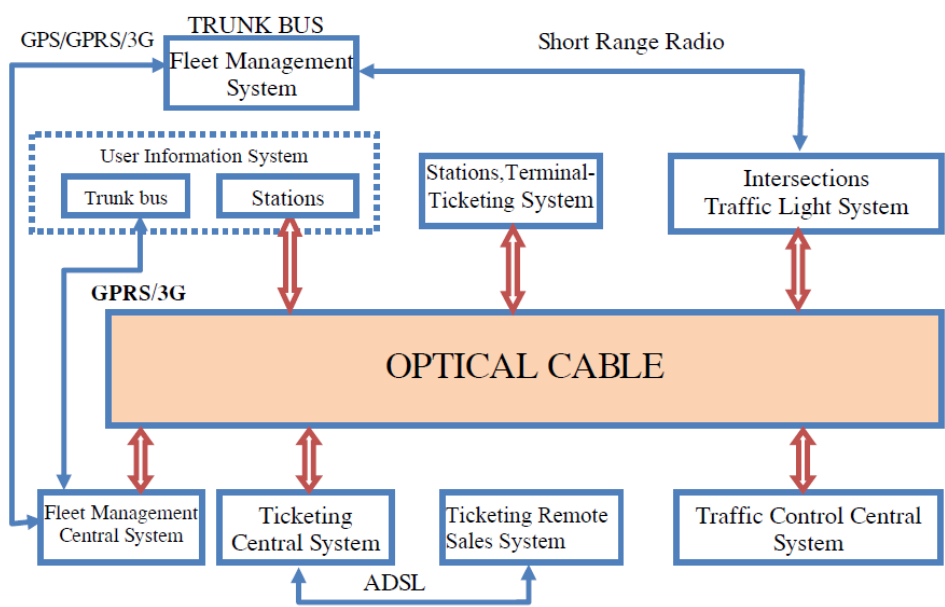 TRUNK BUS
GPS/GPRS/3G
Fleet Management
System
Short Range Radio
User Information System
Trunk bus
Stations
Stations,Terminal-
Ticketing System
Intersections
Traffic Light System
GPRS/3G
OPTICAL CABLE
Fleet Management
Central System
Ticketing
Central System
Ticketing Remote
Sales System
Traffic Control Central
System
ADSL